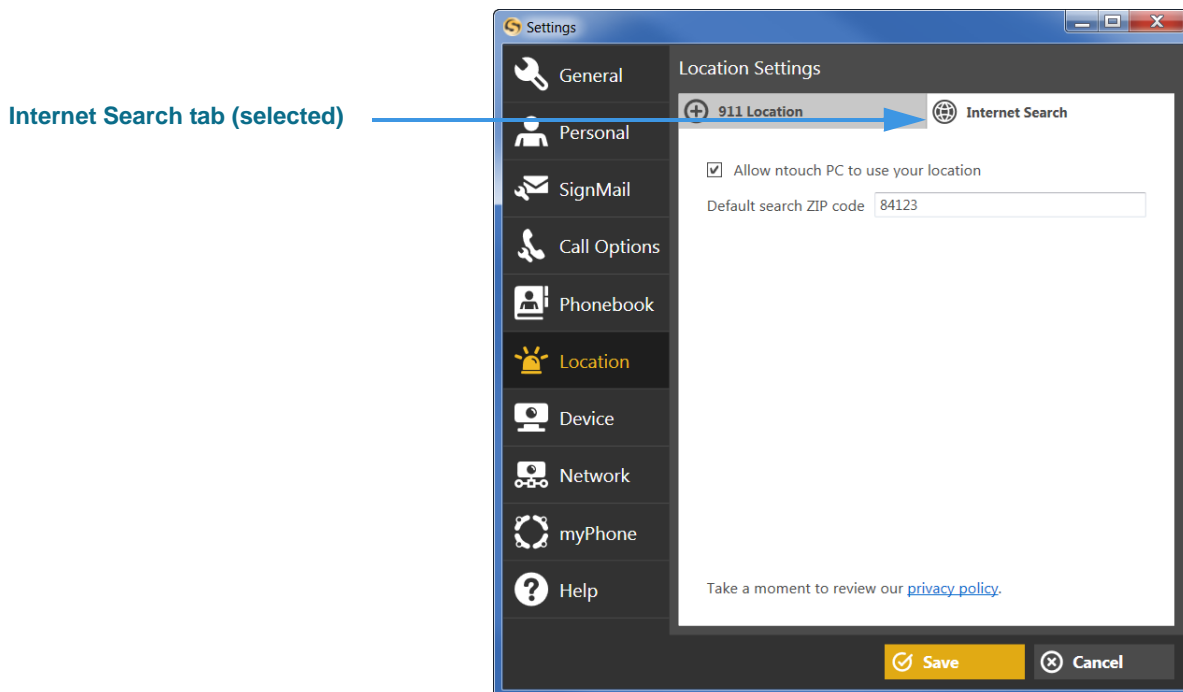 Settings
Internet Search tab (selected)
General
Personal
SignMail
Call Options
Phonebook
Location
Device
Network
myPhone
Help
Location Settings
911 Location
Internet Search
Allow ntouch PC to use your location
Default search ZIP code 84123
Take a moment to review our privacy policy.
Save
Cancel